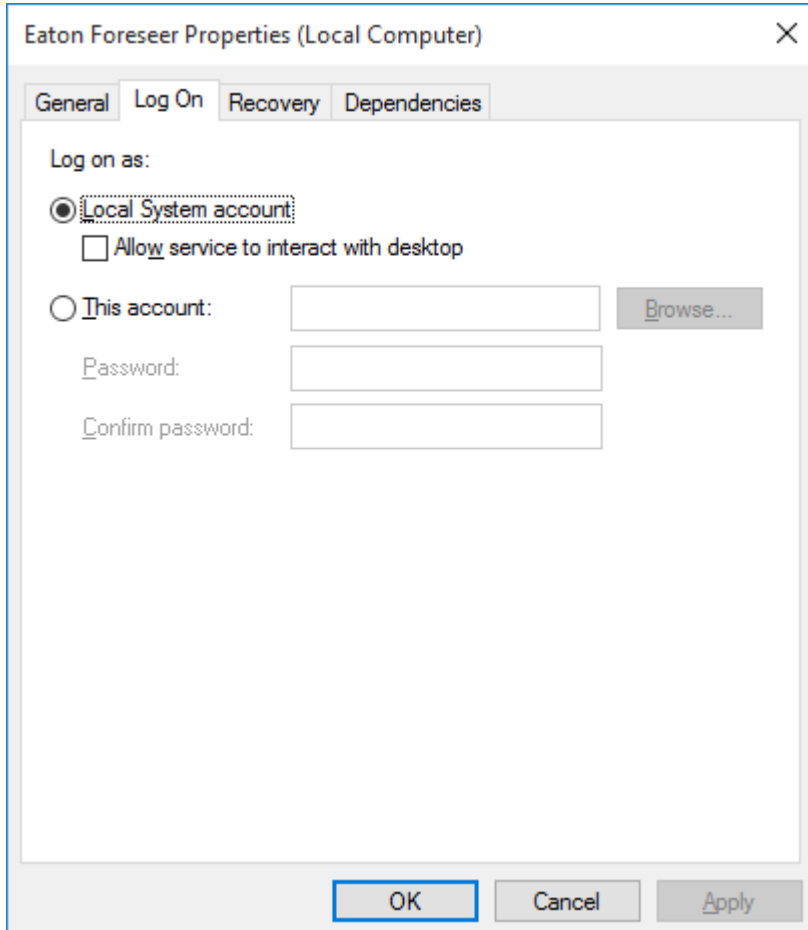 Eaton Foreseer Properties (Local Computer)
General Log On Recovery Dependencies
Log on as:
Local System account
Allow service to interact with desktop
This account: Browse...
Password:
Confirm password:
OK Cancel Apply